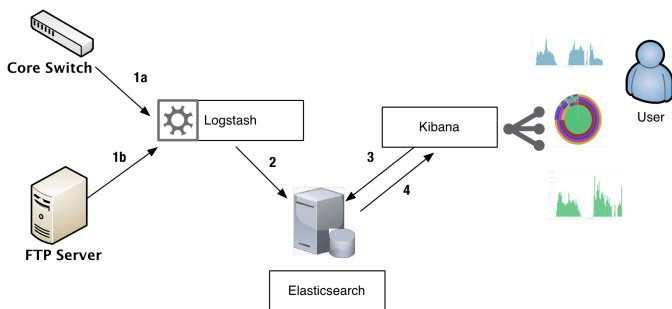 Core Switch
1a
Logstash
1b
FTP Server
2
3
4
Kibana
User
Elasticsearch